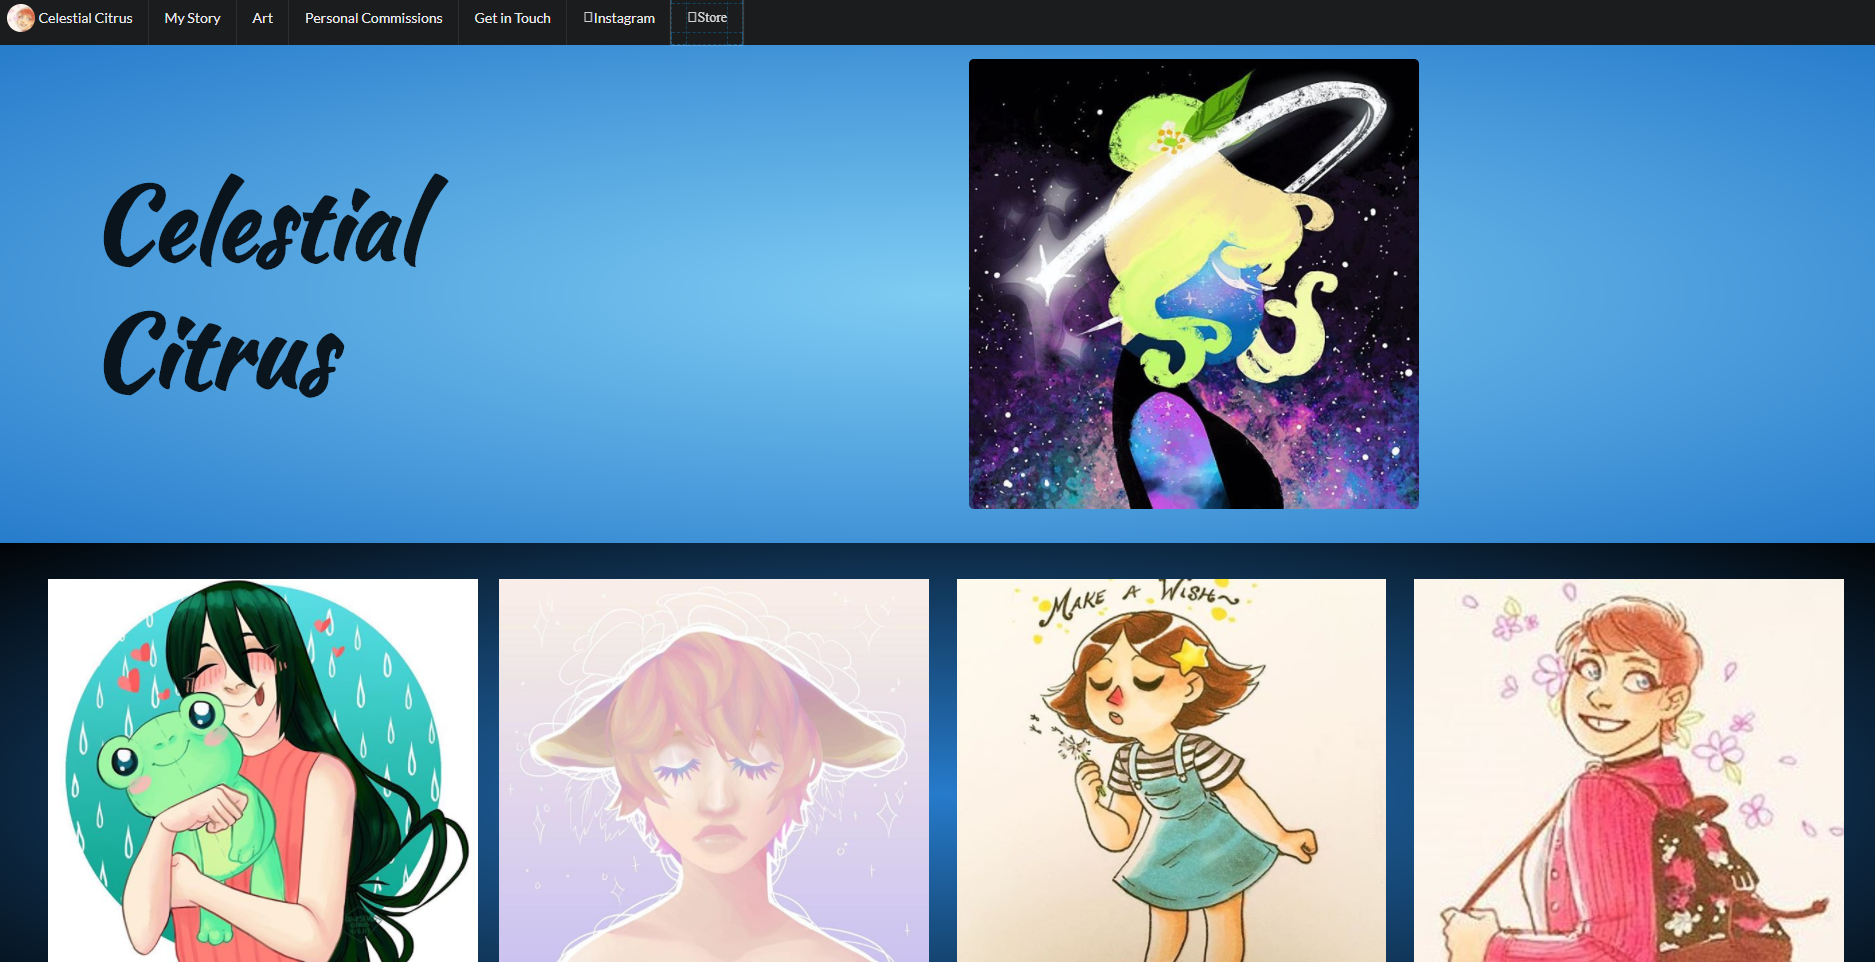 Celestial Citrus My Story Art Personal Commissions Get in Touch Instagram Store
Celestial
Citrus
MAKE A WISH~